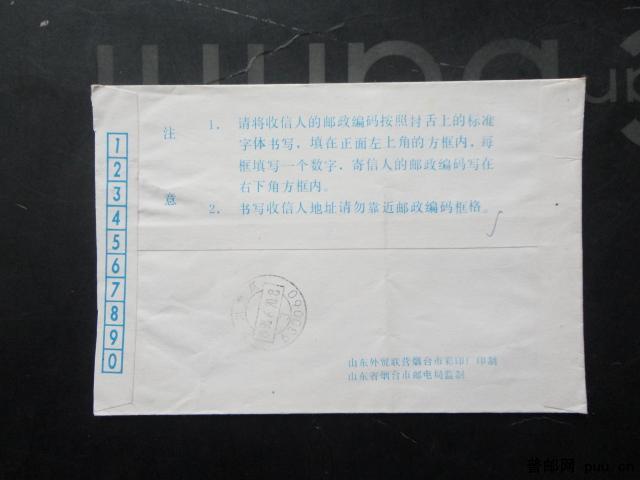 注意
1. 请将收信人的邮政编码按照封舌上的标准
字体书写，填在正面左上角的方框内，每
框填写一个数字，寄信人的邮政编码写在
右下角方框内。
2. 书写收信人地址请勿靠近邮政编码框格。
1
2
3
4
5
6
7
8
9
0
山东外贸联营烟台市彩印厂印制
山东省烟台市邮电局监制
普邮网 puu.cn